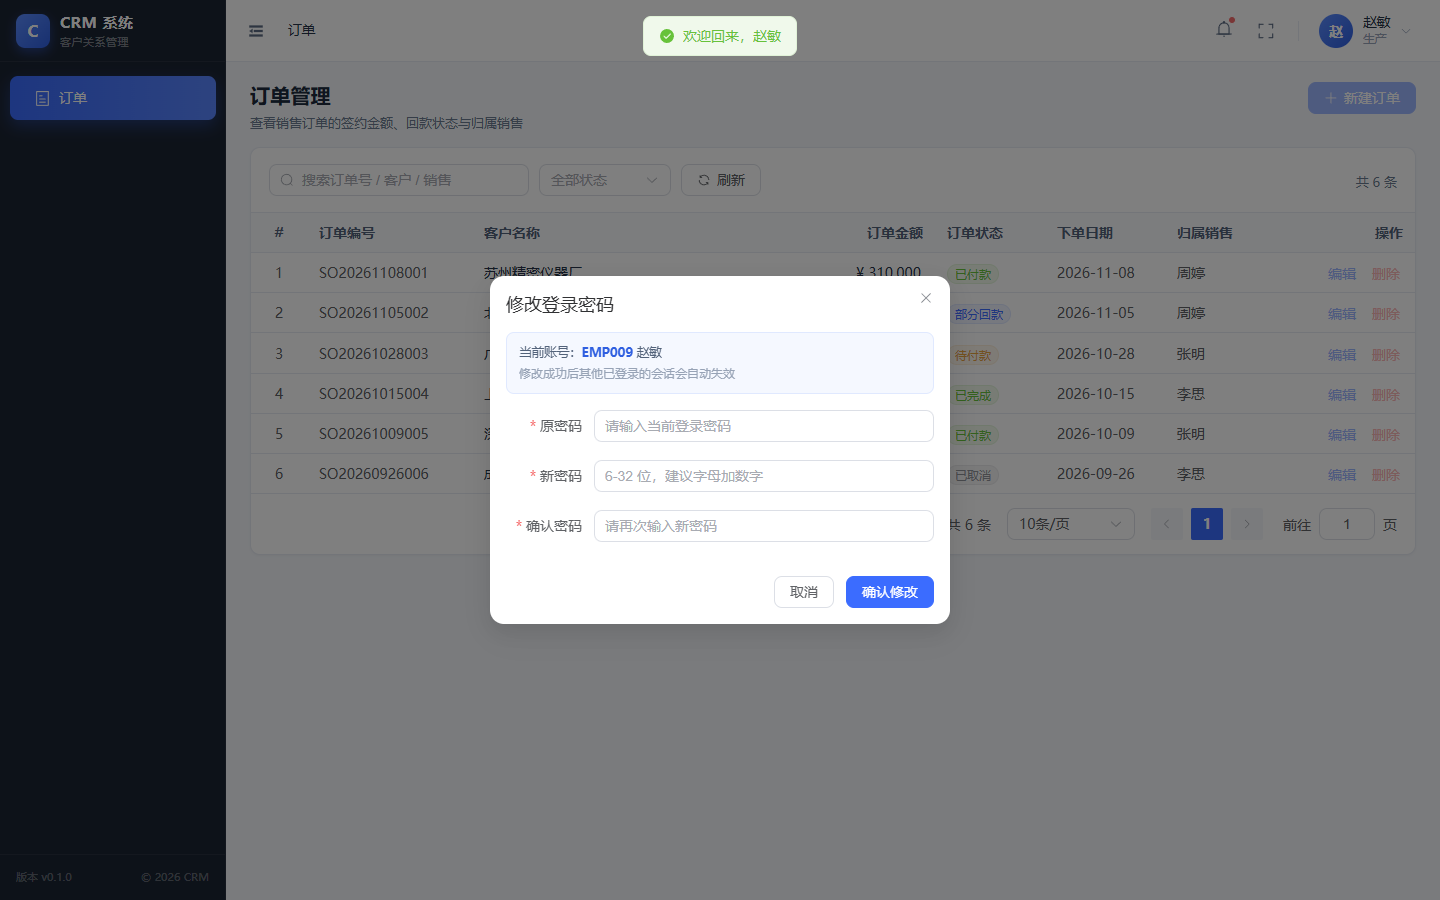 C
CRM 系统
客户关系管理
订单
欢迎回来，赵敏
赵
赵敏
生产
订单
订单管理
查看销售订单的签约金额、回款状态与归属销售
新建订单
搜索订单号 / 客户 / 销售
全部状态
刷新
共 6 条
# 订单编号 客户名称 订单金额 订单状态 下单日期 归属销售 操作
1 SO20261108001 苏州精密仪器厂 ¥ 310,000 已付款 2026-11-08 周婷 编辑 删除
2 SO20261105002 部分回款 2026-11-05 周婷 编辑 删除
3 SO20261028003 待付款 2026-10-28 张明 编辑 删除
4 SO20261015004 已完成 2026-10-15 李思 编辑 删除
5 SO20261009005 已付款 2026-10-09 张明 编辑 删除
6 SO20260926006 已取消 2026-09-26 李思 编辑 删除
共 6 条 10条/页 1 前往 1 页
修改登录密码
当前账号：EMP009 赵敏
修改成功后其他已登录的会话会自动失效
* 原密码 请输入当前登录密码
* 新密码 6-32 位，建议字母加数字
* 确认密码 请再次输入新密码
取消 确认修改
版本 v0.1.0 © 2026 CRM